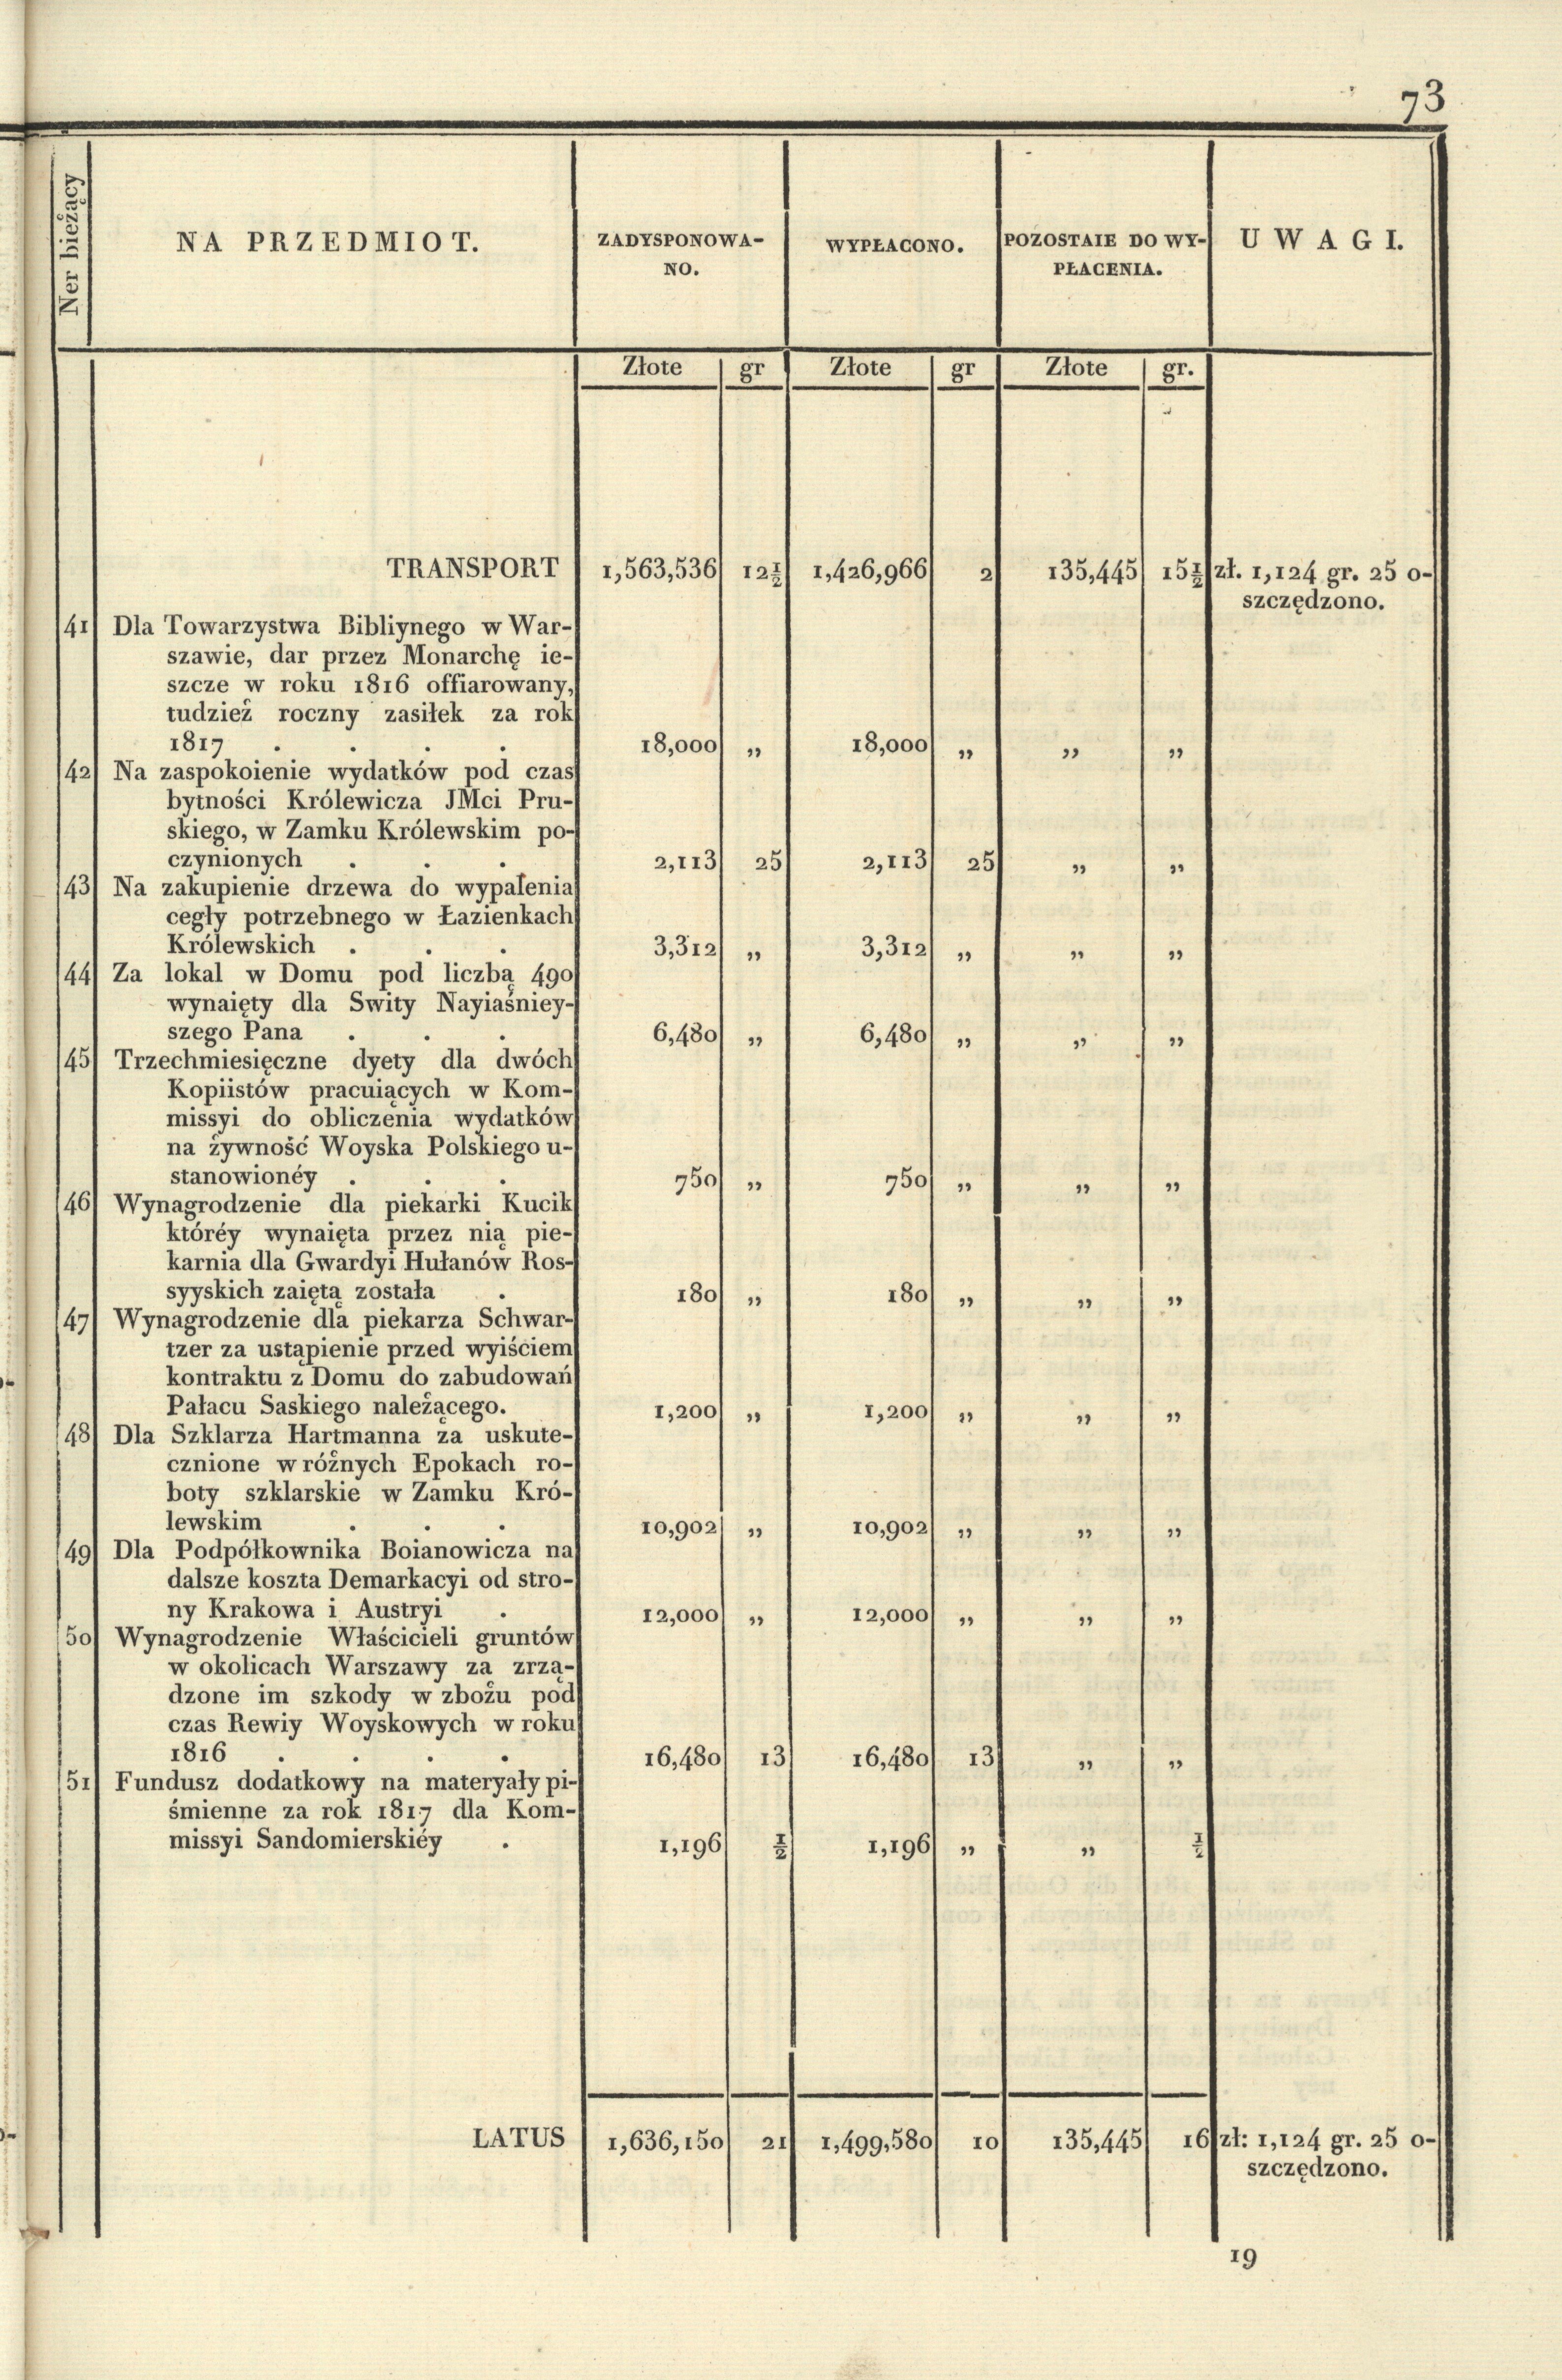 73
Ner bieżący
NA PRZEDMIOT.
ZADYSPONOWA-
NO.
WYPŁACONO.
POZOSTAIE DO WY-
PŁACENIA.
UWAGI.
Złote gr Złote gr Złote gr.
TRANSPORT 1,563,536 12½ 1,426,966 2 135,445 15½ zł. 1,124 gr. 25 o-
szczędzono.
41 Dla Towarzystwa Bibliynego w War-
szawie, dar przez Monarchę ie-
szcze w roku 1816 offiarowany,
tudzież roczny zasiłek za rok
1817 . . . . 18,000 „ 18,000 „ „ „
42 Na zaspokoienie wydatków pod czas
bytności Królewicza JMci Pru-
skiego, w Zamku Królewskim po-
czynionych . . . 2,113 25 2,113 25 „ „
43 Na zakupienie drzewa do wypalenia
cegły potrzebnego w Łazienkach
Królewskich . . . 3,312 „ 3,312 „ „ „
44 Za lokal w Domu pod liczbą 490
wynaięty dla Swity Nayiaśniey-
szego Pana . . . 6,480 „ 6,480 „ „ „
45 Trzechmiesięczne dyety dla dwóch
Kopiistów pracuiących w Kom-
missyi do obliczenia wydatków
na żywność Woyska Polskiego u-
stanowionéy . . . 750 „ 750 „ „ „
46 Wynagrodzenie dla piekarki Kucik
któréy wynaięta przez nią pie-
karnia dla Gwardyi Hułanów Ros-
syyskich zaiętą została . 180 „ 180 „ „ „
47 Wynagrodzenie dla piekarza Schwar-
tzer za ustąpienie przed wyiściem
kontraktu z Domu do zabudowań
Pałacu Saskiego należącego. 1,200 „ 1,200 „ „ „
48 Dla Szklarza Hartmanna za uskute-
cznione w różnych Epokach ro-
boty szklarskie w Zamku Kró-
lewskim . . . 10,902 „ 10,902 „ „ „
49 Dla Podpółkownika Boianowicza na
dalsze koszta Demarkacyi od stro-
ny Krakowa i Austryi . 12,000 „ 12,000 „ „ „
50 Wynagrodzenie Właścicieli gruntów
w okolicach Warszawy za zrzą-
dzone im szkody w zbożu pod
czas Rewiy Woyskowych w roku
1816 . . . . 16,480 13 16,480 13 „ „
51 Fundusz dodatkowy na materyały pi-
śmienne za rok 1817 dla Kom-
missyi Sandomierskiéy . 1,196 ½ 1,196 „ „ ½
LATUS 1,636,150 21 1,499,580 10 135,445 16 zł: 1,124 gr. 25 o-
szczędzono.
19